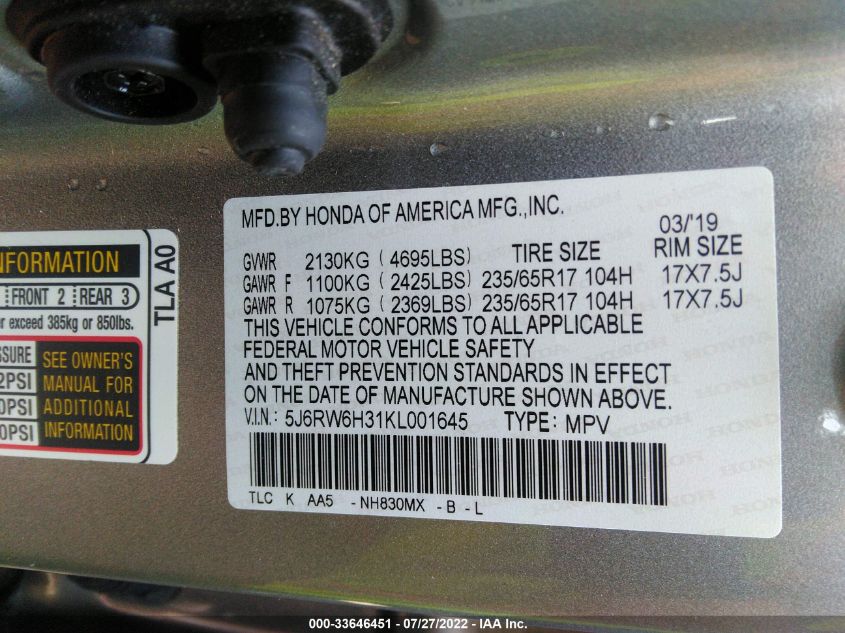 MFD.BY HONDA OF AMERICA MFG.,INC.
03/'19
GVWR 2130KG (4695LBS) TIRE SIZE RIM SIZE
GAWR F 1100KG (2425LBS) 235/65R17 104H 17X7.5J
GAWR R 1075KG (2369LBS) 235/65R17 104H 17X7.5J
THIS VEHICLE CONFORMS TO ALL APPLICABLE
FEDERAL MOTOR VEHICLE SAFETY
AND THEFT PREVENTION STANDARDS IN EFFECT
ON THE DATE OF MANUFACTURE SHOWN ABOVE.
V.I.N: 5J6RW6H31KL001645 TYPE: MPV
TLC K AA5 - NH830MX - B - L
NFORMATION
FRONT 2 REAR 3
exceed 385kg or 850lbs.
SEE OWNER'S
MANUAL FOR
ADDITIONAL
INFORMATION
TLA A0
000-33646451 / 07/27/2022 - IAA Inc.